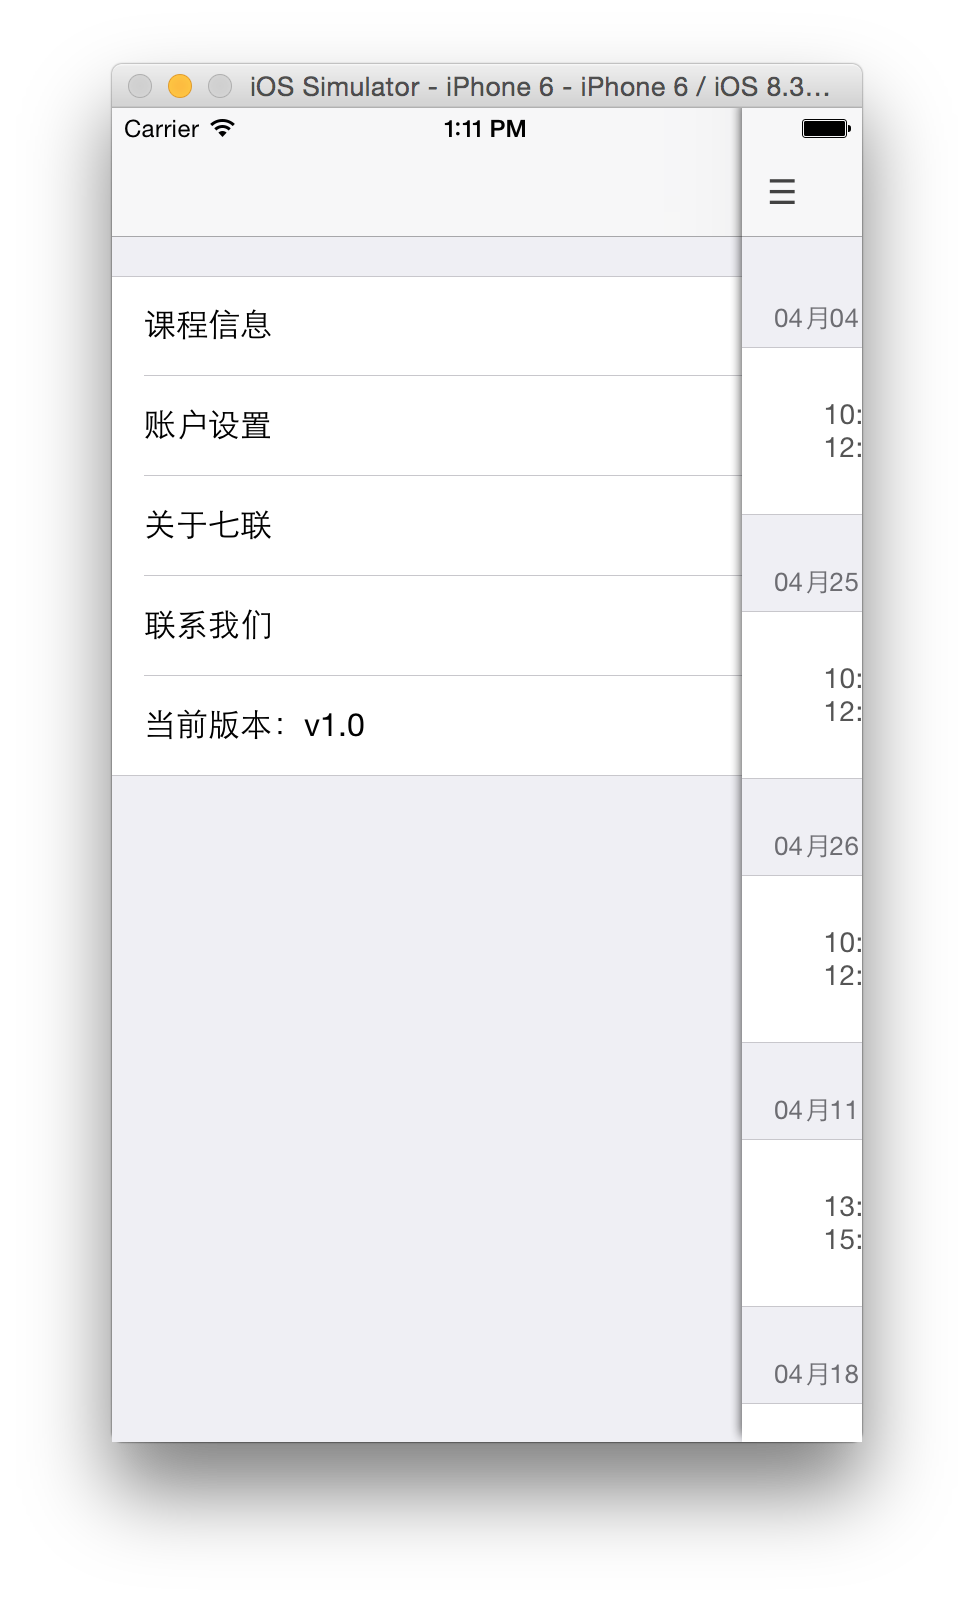 iOS Simulator - iPhone 6 - iPhone 6 / iOS 8.3...
Carrier 1:11 PM
课程信息
账户设置
关于七联
联系我们
当前版本：v1.0
04月04
10:
12:
04月25
10:
12:
04月26
10:
12:
04月11
13:
15:
04月18